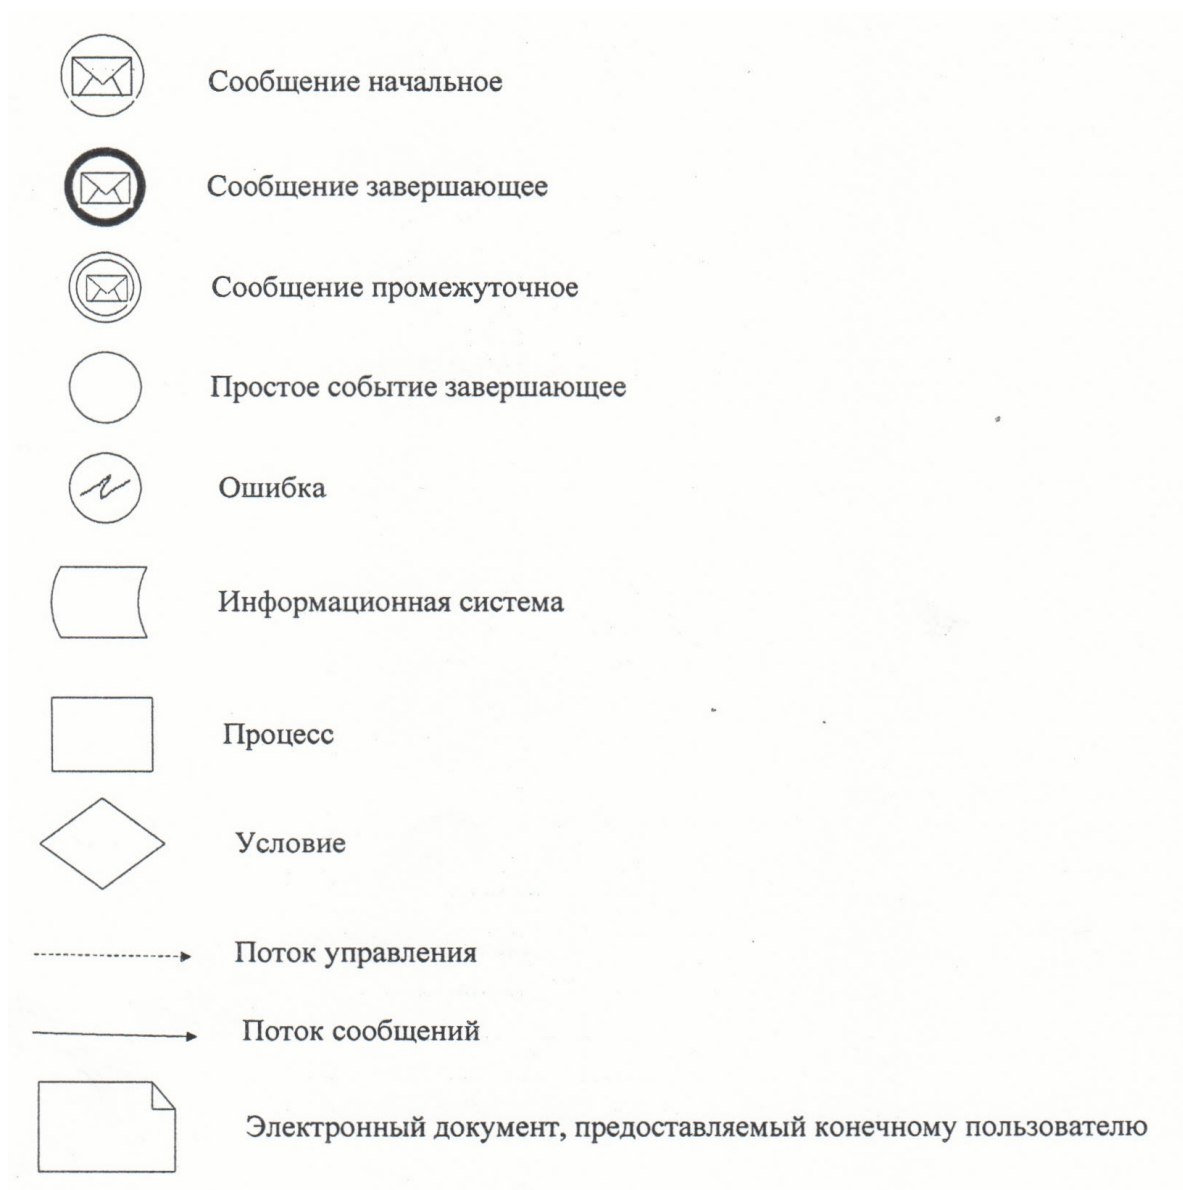 Сообщение начальное
Сообщение завершающее
Сообщение промежуточное
Простое событие завершающее
Ошибка
Информационная система
Процесс
Условие
Поток управления
Поток сообщений
Электронный документ, предоставляемый конечному пользователю